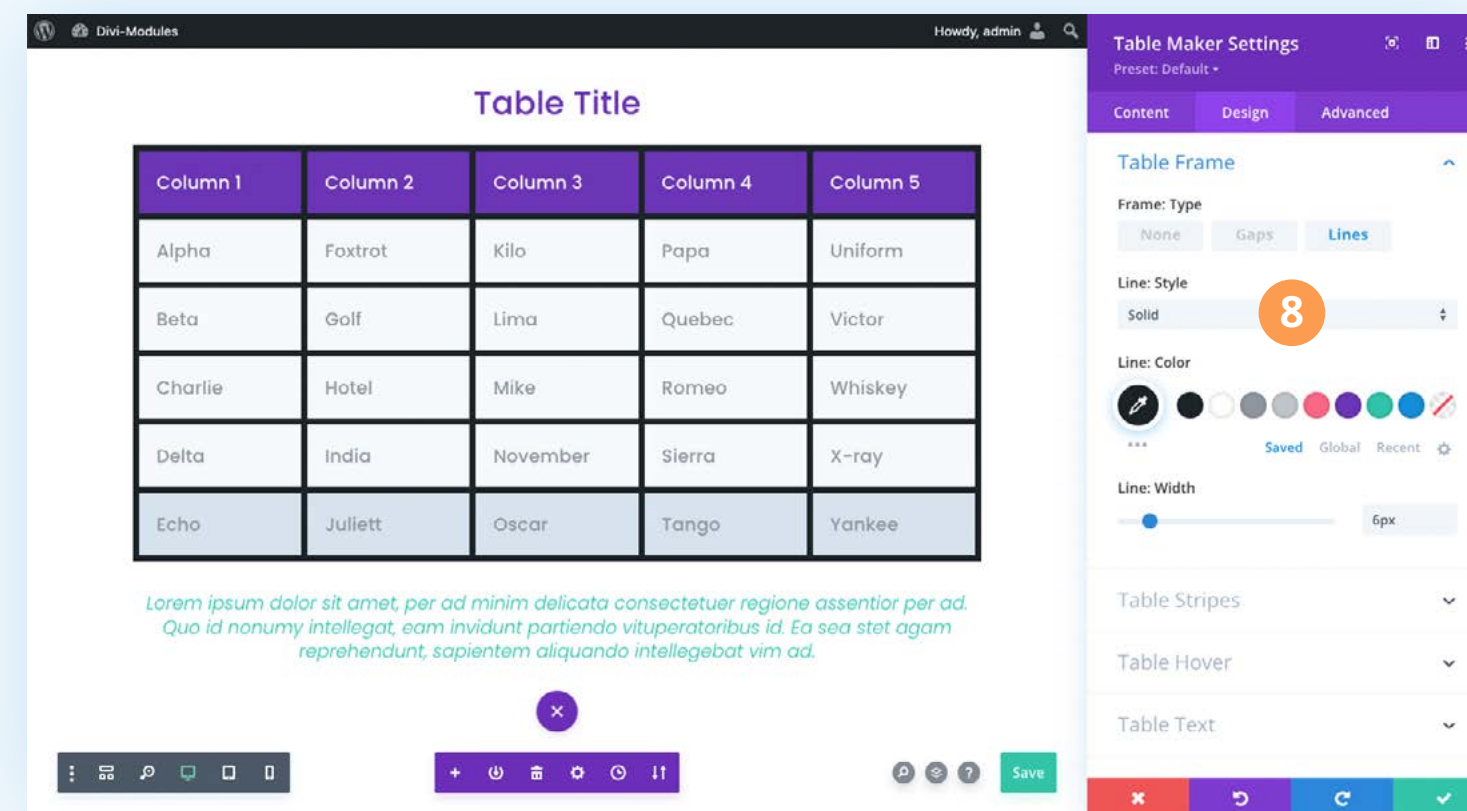 Divi-Modules
Howdy, admin
Table Title
Column 1 Column 2 Column 3 Column 4 Column 5
Alpha Foxtrot Kilo Papa Uniform
Beta Golf Lima Quebec Victor
Charlie Hotel Mike Romeo Whiskey
Delta India November Sierra X-ray
Echo Juliett Oscar Tango Yankee
Lorem ipsum dolor sit amet, per ad minim delicata consectetuer regione assentior per ad.
Quo id nonumy intellegat, eam invidunt partiendo vituperatoribus id. Ea sea stet agam
reprehendunt, sapientem aliquando intellegebat vim ad.
Save
Table Maker Settings
Preset: Default
Content Design Advanced
Table Frame
Frame: Type
None Gaps Lines
Line: Style
Solid
8
Line: Color
Saved Global Recent
Line: Width
6px
Table Stripes
Table Hover
Table Text